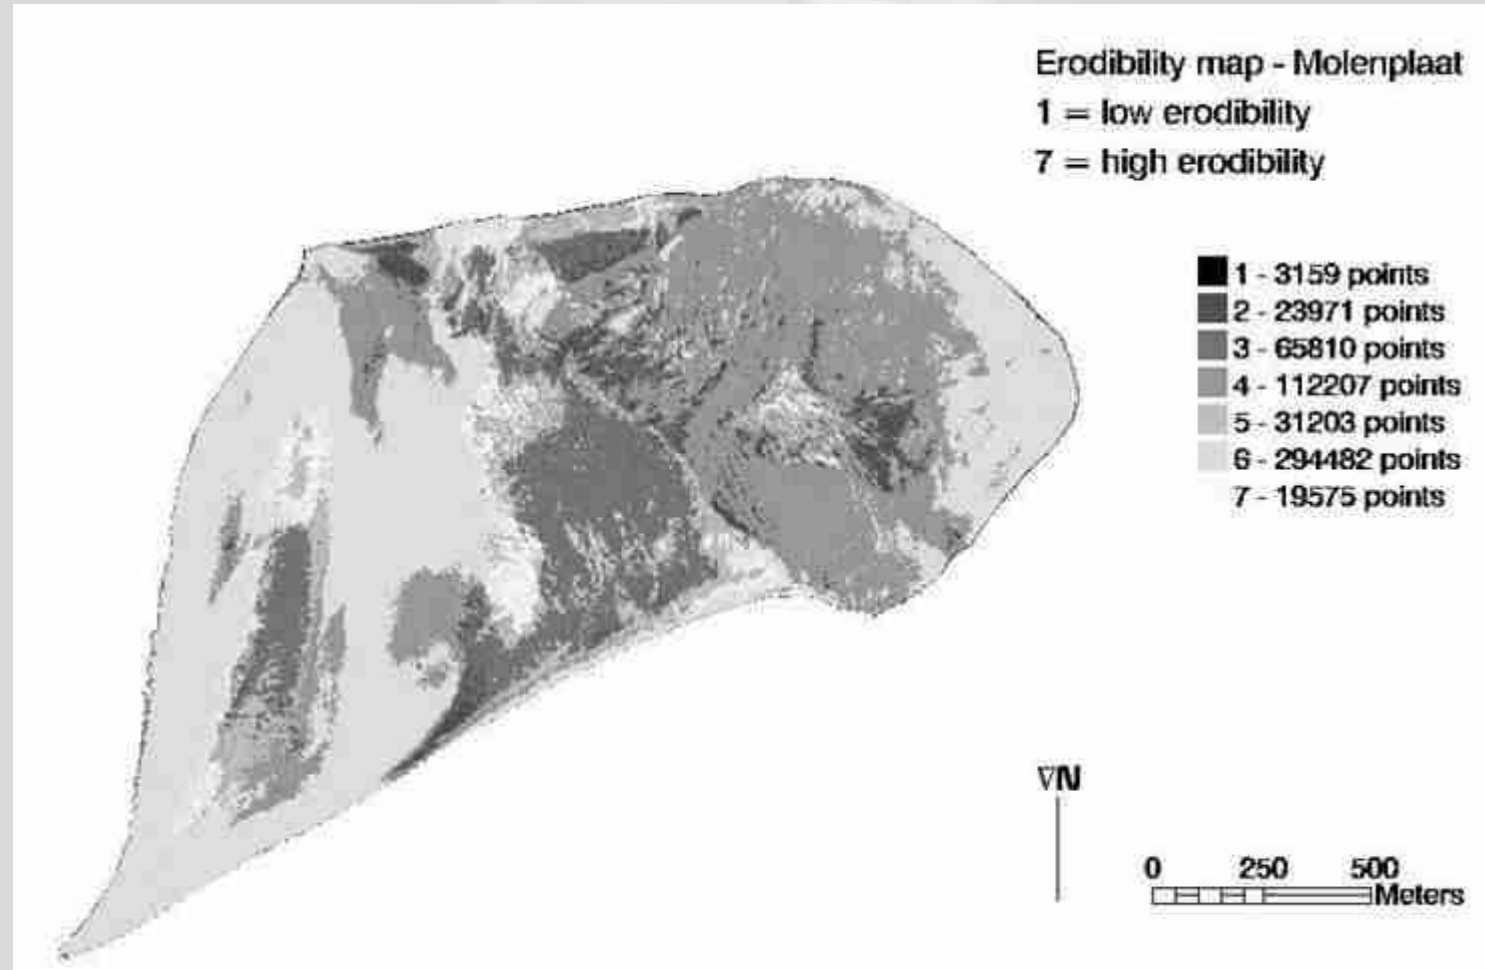 Erodibility map - Molenplaat
1 = low erodibility
7 = high erodibility
1 - 3159 points
2 - 23971 points
3 - 65810 points
4 - 112207 points
5 - 31203 points
6 - 294482 points
7 - 19575 points
∇N
0 250 500
Meters